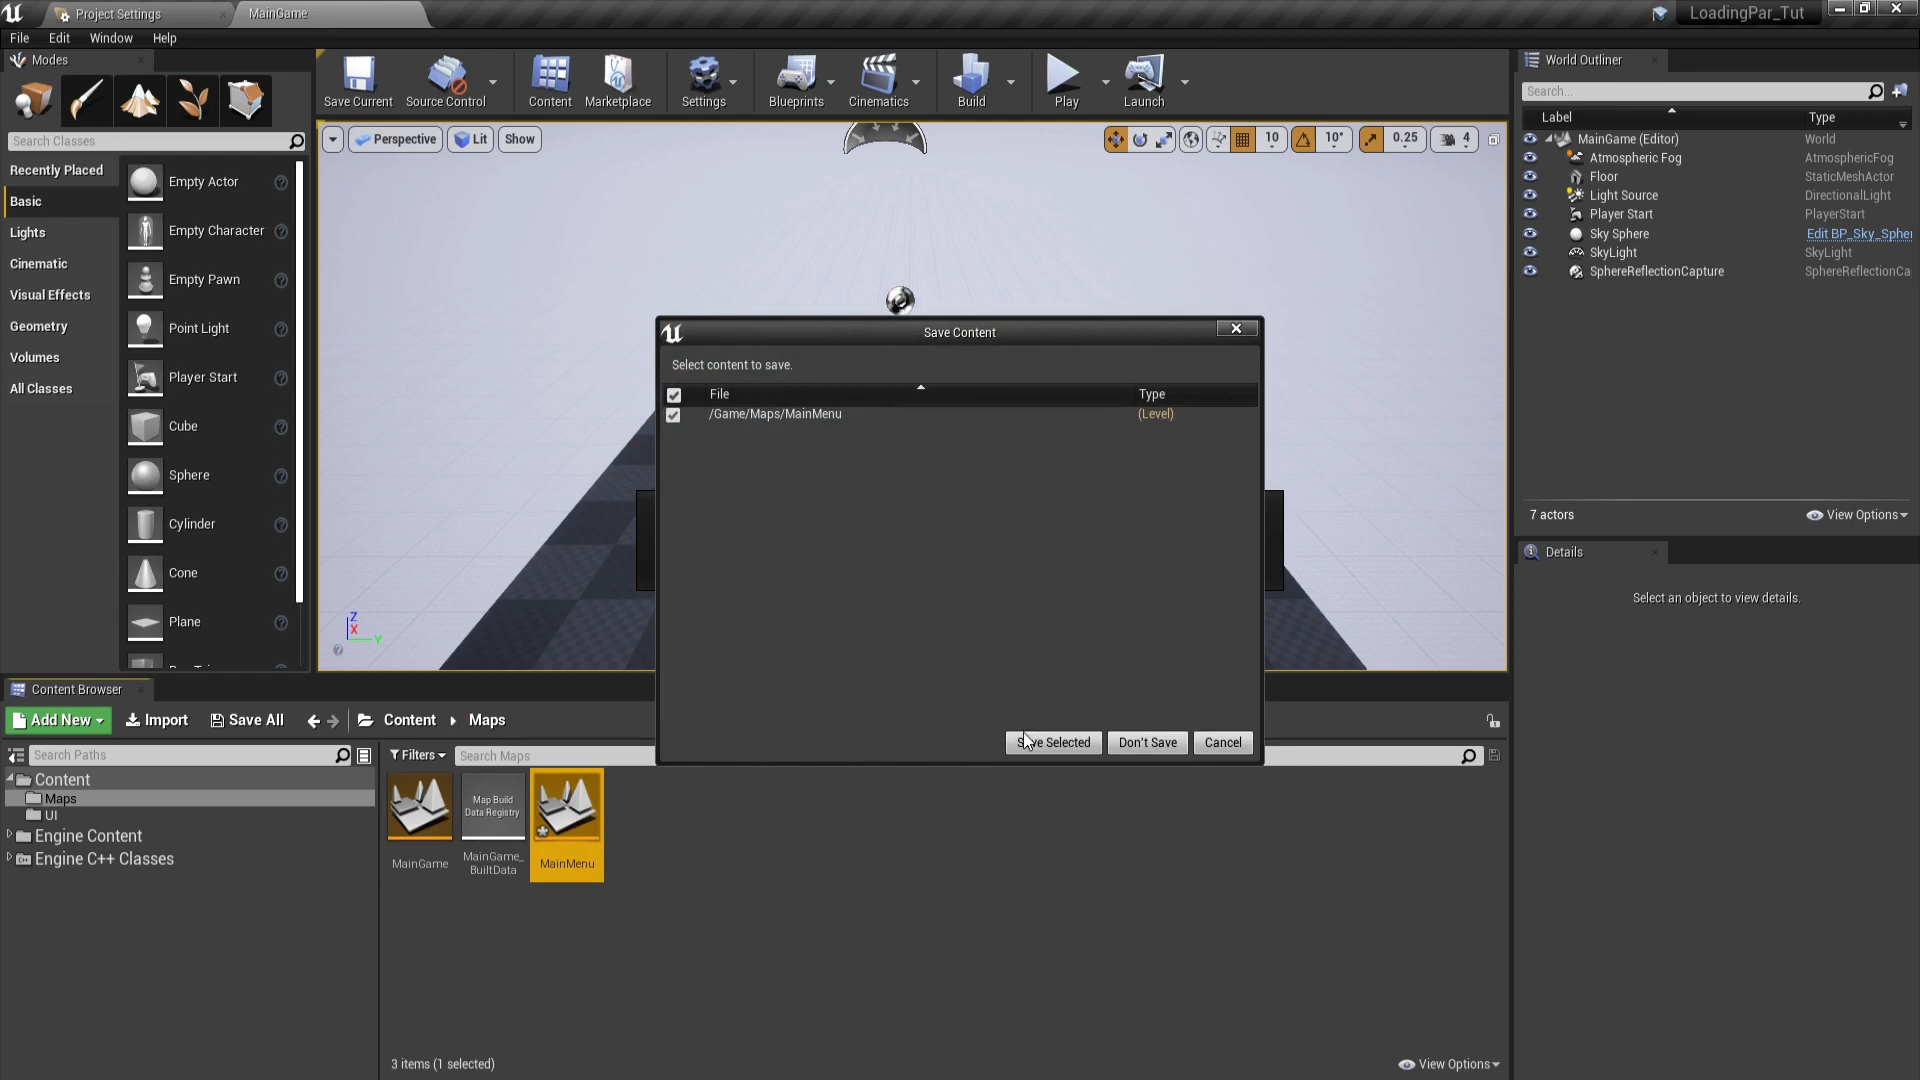 Project Settings
MainGame
LoadingPar_Tut
File
Edit
Window
Help
Modes
Search Classes
Recently Placed
Basic
Lights
Cinematic
Visual Effects
Geometry
Volumes
All Classes
Empty Actor
Empty Character
Empty Pawn
Point Light
Player Start
Cube
Sphere
Cylinder
Cone
Plane
Save Current
Source Control
Content
Marketplace
Settings
Blueprints
Cinematics
Build
Play
Launch
Perspective
Lit
Show
10
10°
0.25
4
Z
X
Y
Save Content
Select content to save.
File
Type
/Game/Maps/MainMenu
(Level)
Selected
Don't Save
Cancel
World Outliner
Search...
Label
Type
MainGame (Editor)
World
Atmospheric Fog
AtmosphericFog
Floor
StaticMeshActor
Light Source
DirectionalLight
Player Start
PlayerStart
Sky Sphere
Edit BP_Sky_Spher
SkyLight
SkyLight
SphereReflectionCapture
SphereReflectionCa
7 actors
View Options
Details
Select an object to view details.
Content Browser
Add New
Import
Save All
Content
Maps
Search Paths
Content
Maps
UI
Engine Content
Engine C++ Classes
Filters
Search Maps
Map Build
Data Registry
MainGame
MainGame_
BuiltData
MainMenu
3 items (1 selected)
View Options